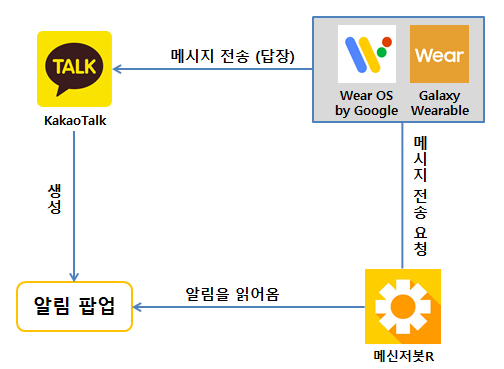 TALK
KakaoTalk
메시지 전송 (답장)
Wear
Wear OS
by Google
Galaxy
Wearable
생성
메시지 전송 요청
알림 팝업
알림을 읽어옴
메신저봇R